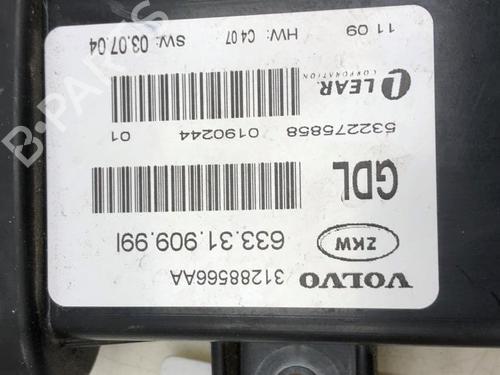 VOLVO 31288566AA
ZKW 633.31.909.99I
GDL
532275858 0190244 01
LEAR
CORPORATION
11 09 HW: C4 07 SW: 03.07.04
B-PARTS